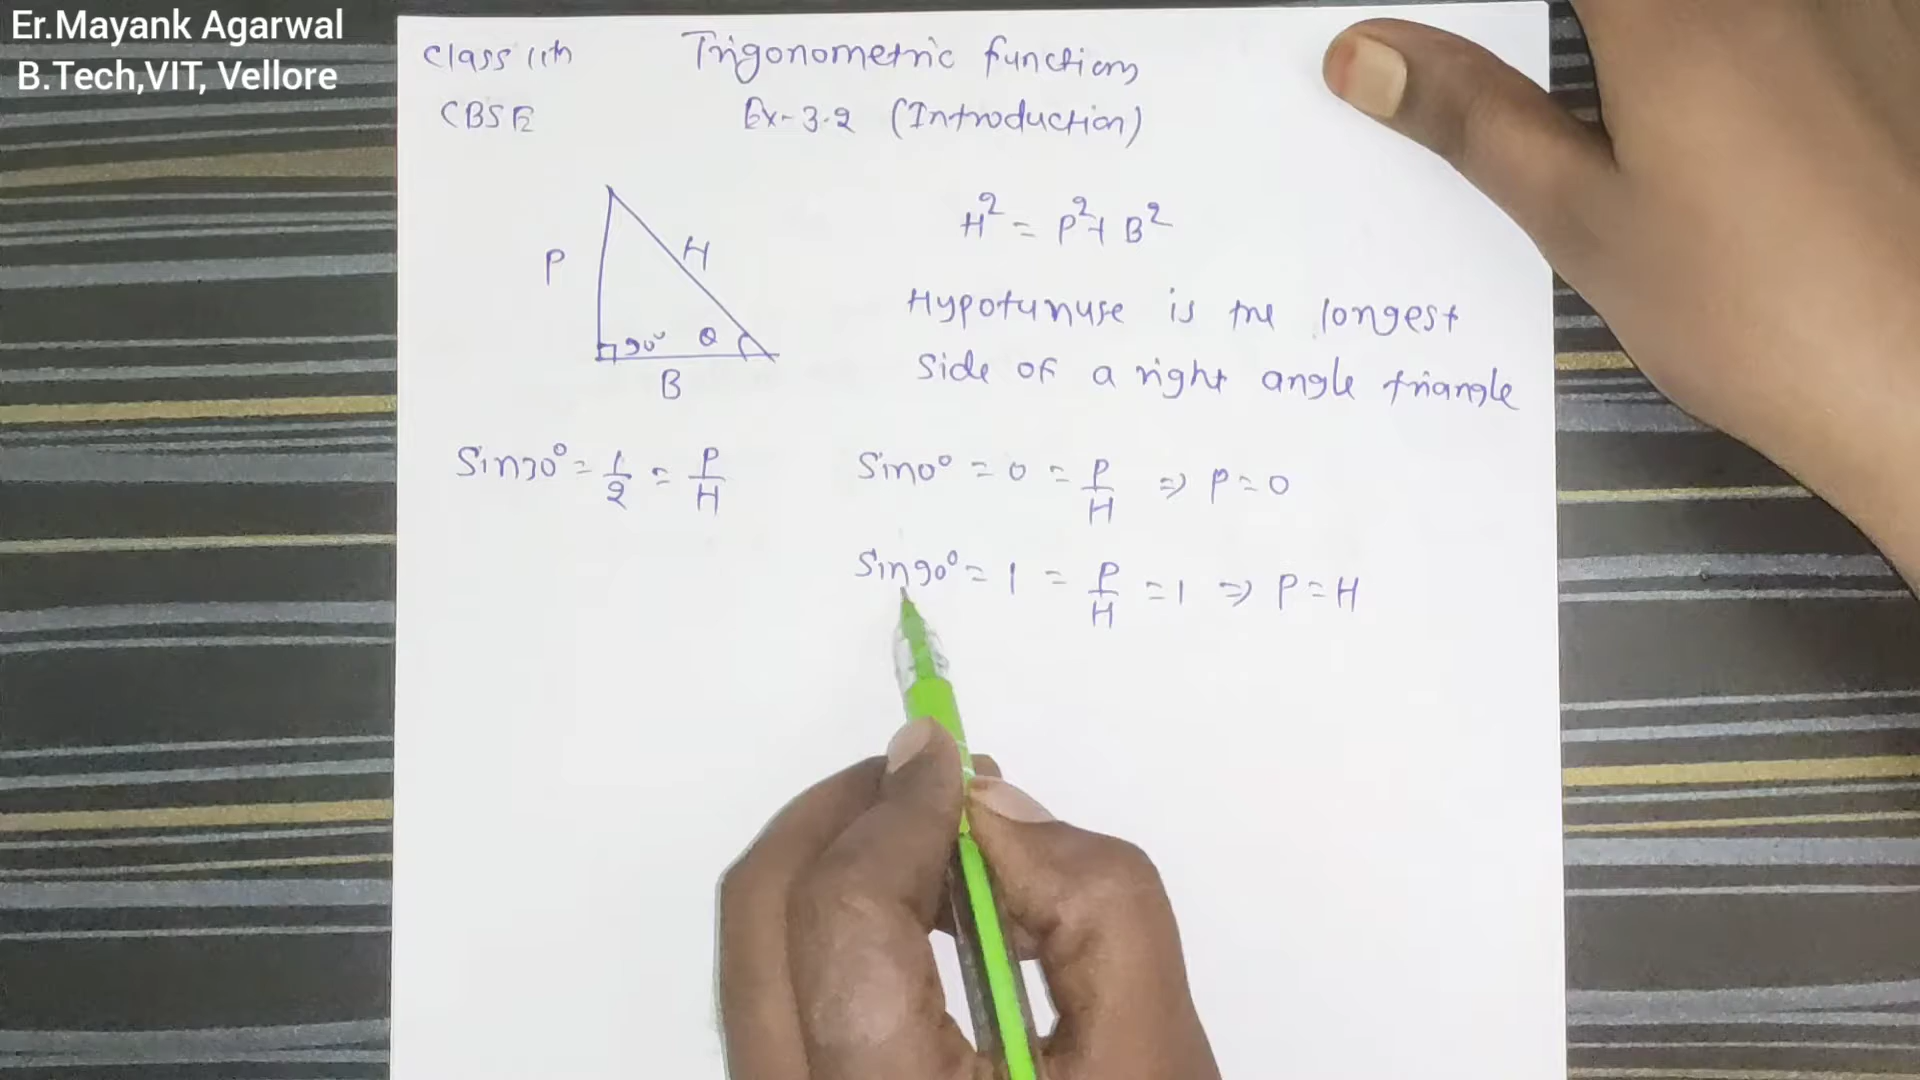 Er.Mayank Agarwal
B.Tech,VIT, Vellore
Class 11th
CBSE
Trigonometric functions
Ex-3.2 (Introduction)
P
H
90° θ
B
H² = P²+ B²
Hypotunuse is the longest
Side of a right angle triangle
Sin30° = 1/2 = P/H
Sin0° = 0 = P/H ⇒ P=0
Sin90° = 1 = P/H = 1 ⇒ P=H